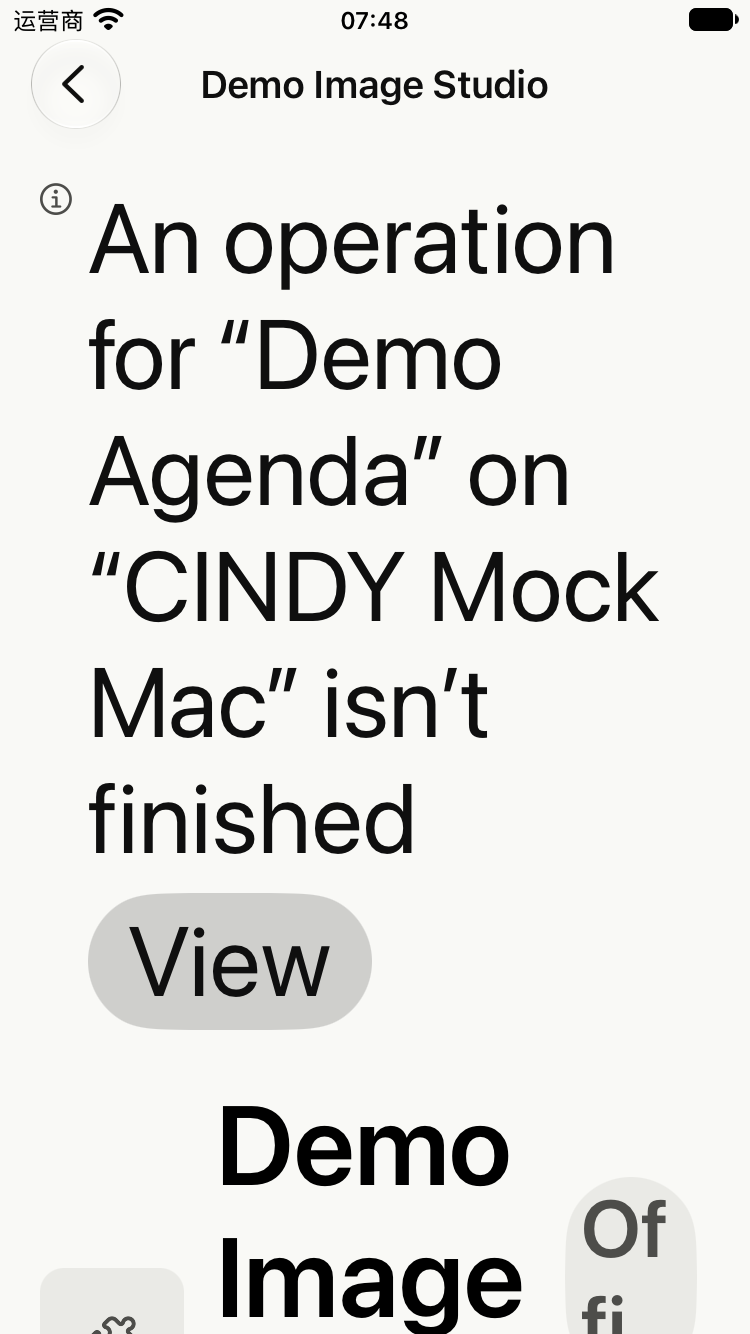 运营商
07:48
Demo Image Studio
An operation
for “Demo
Agenda” on
“CINDY Mock
Mac” isn’t
finished
View
Demo
Image
Of
fi